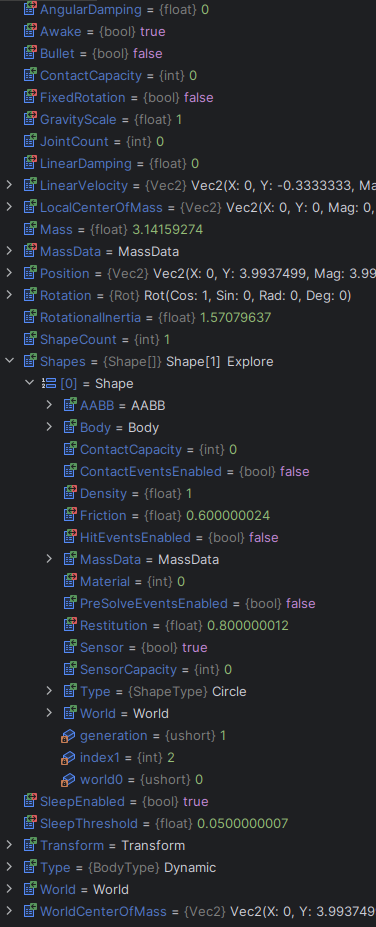 AngularDamping = {float} 0
Awake = {bool} true
Bullet = {bool} false
ContactCapacity = {int} 0
FixedRotation = {bool} false
GravityScale = {float} 1
JointCount = {int} 0
LinearDamping = {float} 0
LinearVelocity = {Vec2} Vec2(X: 0, Y: -0.3333333, Ma
LocalCenterOfMass = {Vec2} Vec2(X: 0, Y: 0, Mag: 0,
Mass = {float} 3.14159274
MassData = MassData
Position = {Vec2} Vec2(X: 0, Y: 3.9937499, Mag: 3.99
Rotation = {Rot} Rot(Cos: 1, Sin: 0, Rad: 0, Deg: 0)
RotationalInertia = {float} 1.57079637
ShapeCount = {int} 1
Shapes = {Shape[]} Shape[1] Explore
[0] = Shape
AABB = AABB
Body = Body
ContactCapacity = {int} 0
ContactEventsEnabled = {bool} false
Density = {float} 1
Friction = {float} 0.600000024
HitEventsEnabled = {bool} false
MassData = MassData
Material = {int} 0
PreSolveEventsEnabled = {bool} false
Restitution = {float} 0.800000012
Sensor = {bool} true
SensorCapacity = {int} 0
Type = {ShapeType} Circle
World = World
generation = {ushort} 1
index1 = {int} 2
world0 = {ushort} 0
SleepEnabled = {bool} true
SleepThreshold = {float} 0.0500000007
Transform = Transform
Type = {BodyType} Dynamic
World = World
WorldCenterOfMass = {Vec2} Vec2(X: 0, Y: 3.9937499